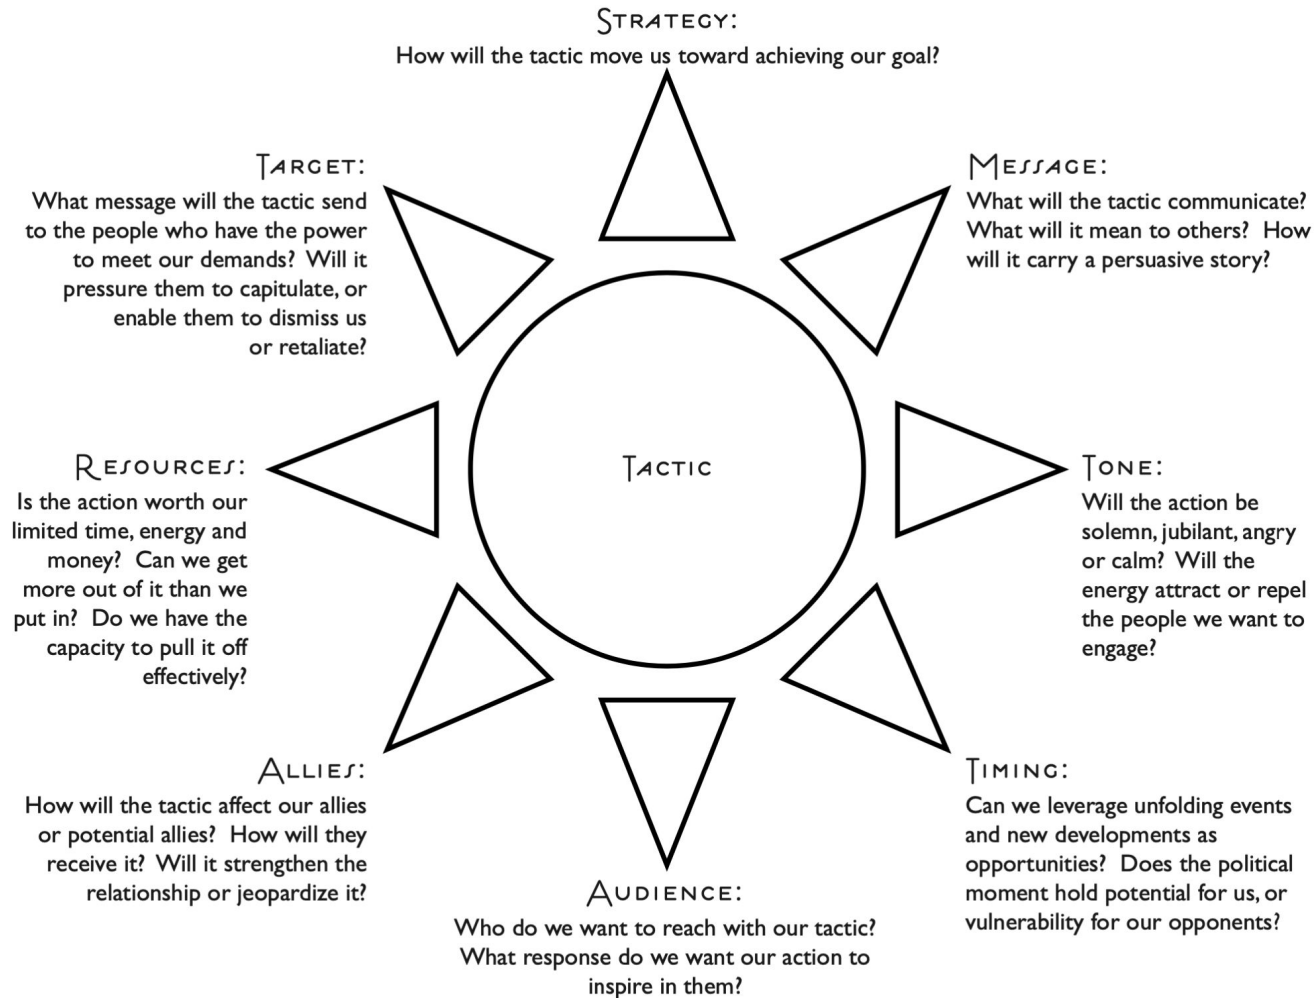 STRATEGY:
How will the tactic move us toward achieving our goal?
TARGET:
What message will the tactic send
to the people who have the power
to meet our demands? Will it
pressure them to capitulate, or
enable them to dismiss us
or retaliate?
MESSAGE:
What will the tactic communicate?
What will it mean to others? How
will it carry a persuasive story?
RESOURCES:
Is the action worth our
limited time, energy and
money? Can we get
more out of it than we
put in? Do we have the
capacity to pull it off
effectively?
TACTIC
TONE:
Will the action be
solemn, jubilant, angry
or calm? Will the
energy attract or repel
the people we want to
engage?
ALLIES:
How will the tactic affect our allies
or potential allies? How will they
receive it? Will it strengthen the
relationship or jeopardize it?
AUDIENCE:
Who do we want to reach with our tactic?
What response do we want our action to
inspire in them?
TIMING:
Can we leverage unfolding events
and new developments as
opportunities? Does the political
moment hold potential for us, or
vulnerability for our opponents?